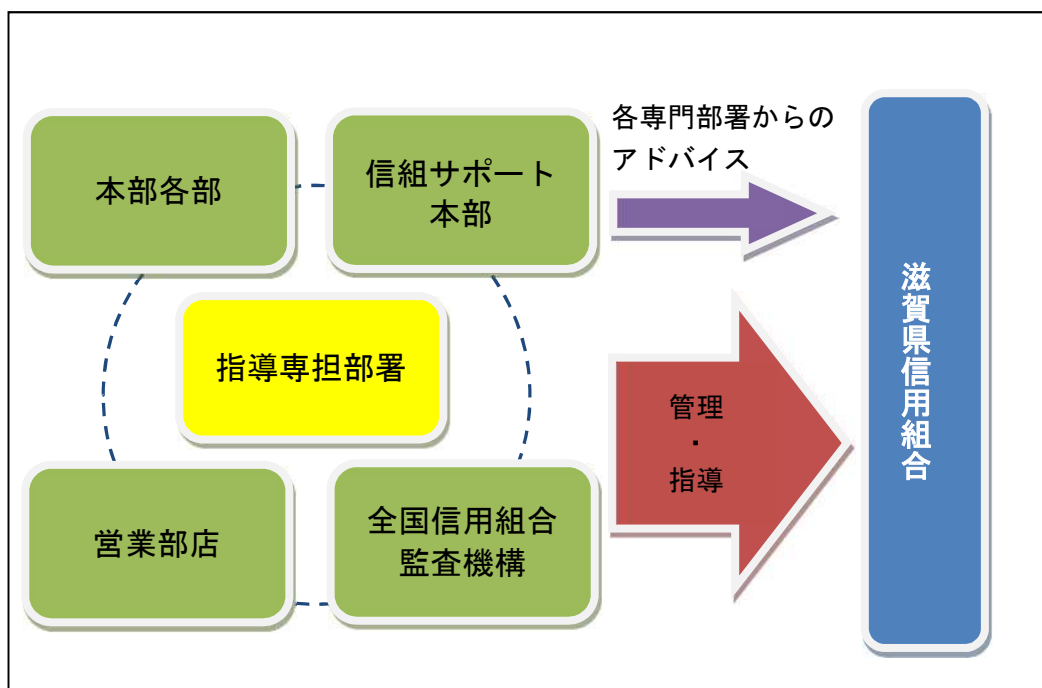 本部各部
信組サポート
本部
各専門部署からの
アドバイス
指導専担部署
営業部店
全国信用組合
監査機構
管理
・
指導
滋賀県信用組合